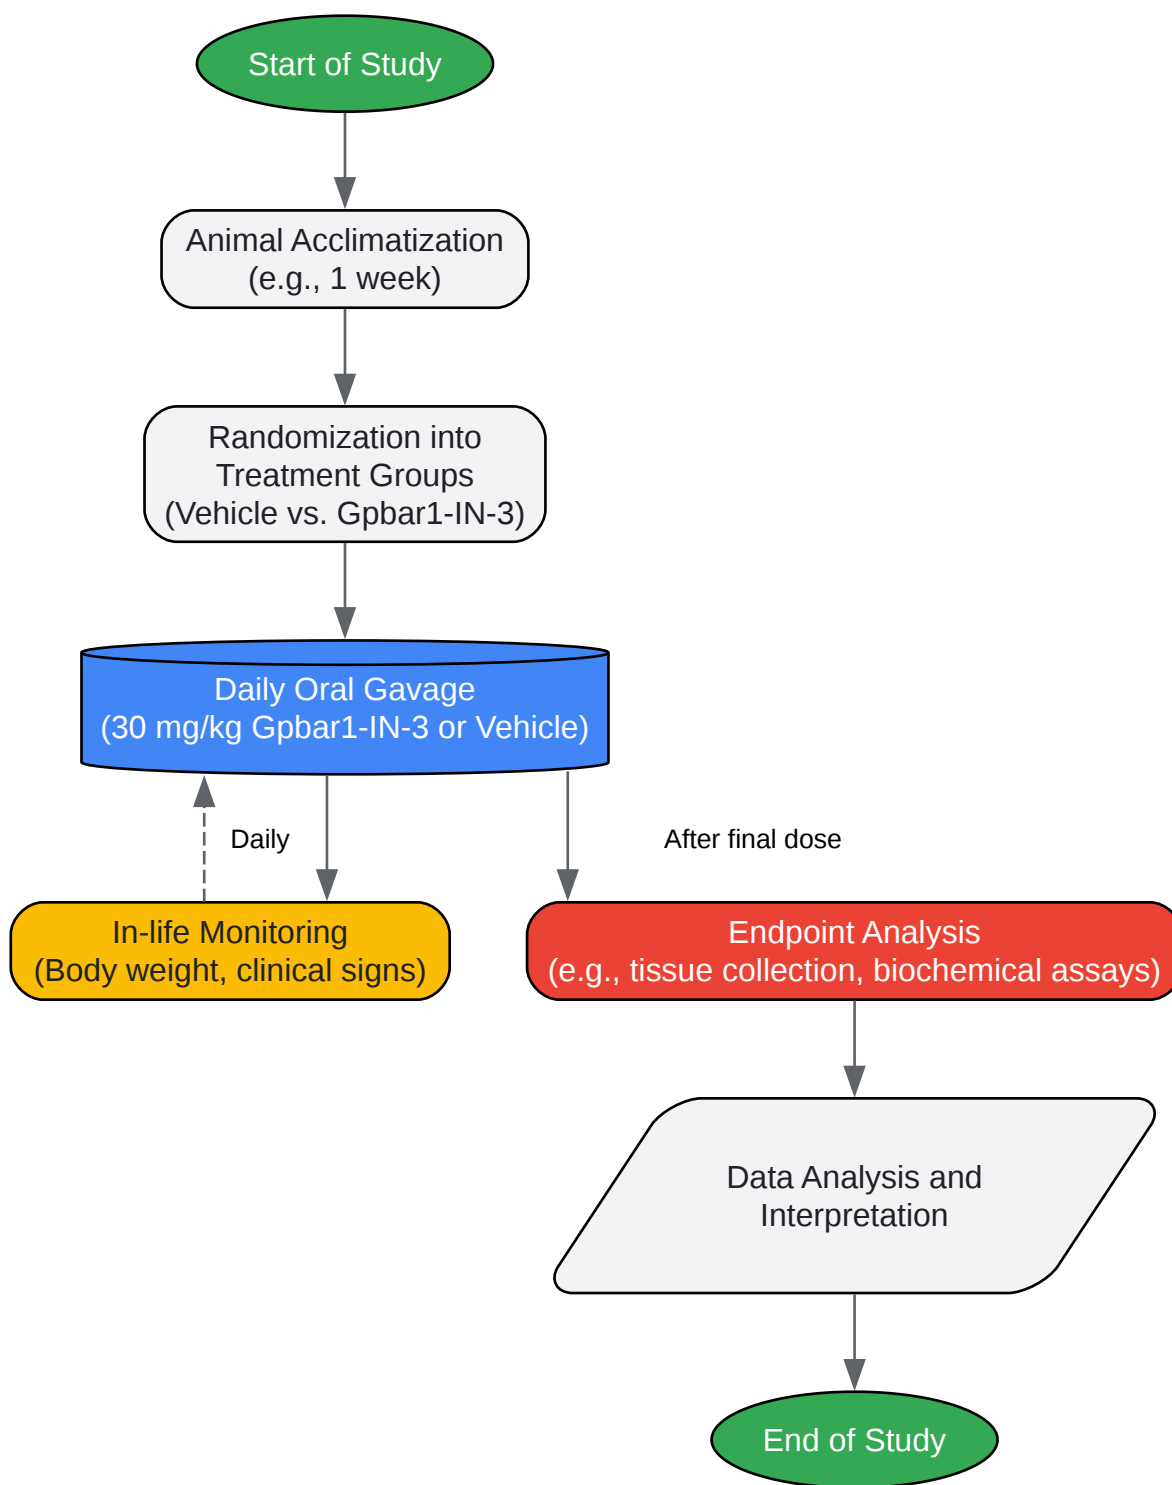 Start of Study
Animal Acclimatization
(e.g., 1 week)
Randomization into
Treatment Groups
(Vehicle vs. Gpbar1-IN-3)
Daily Oral Gavage
(30 mg/kg Gpbar1-IN-3 or Vehicle)
Daily
After final dose
In-life Monitoring
(Body weight, clinical signs)
Endpoint Analysis
(e.g., tissue collection, biochemical assays)
Data Analysis and
Interpretation
End of Study